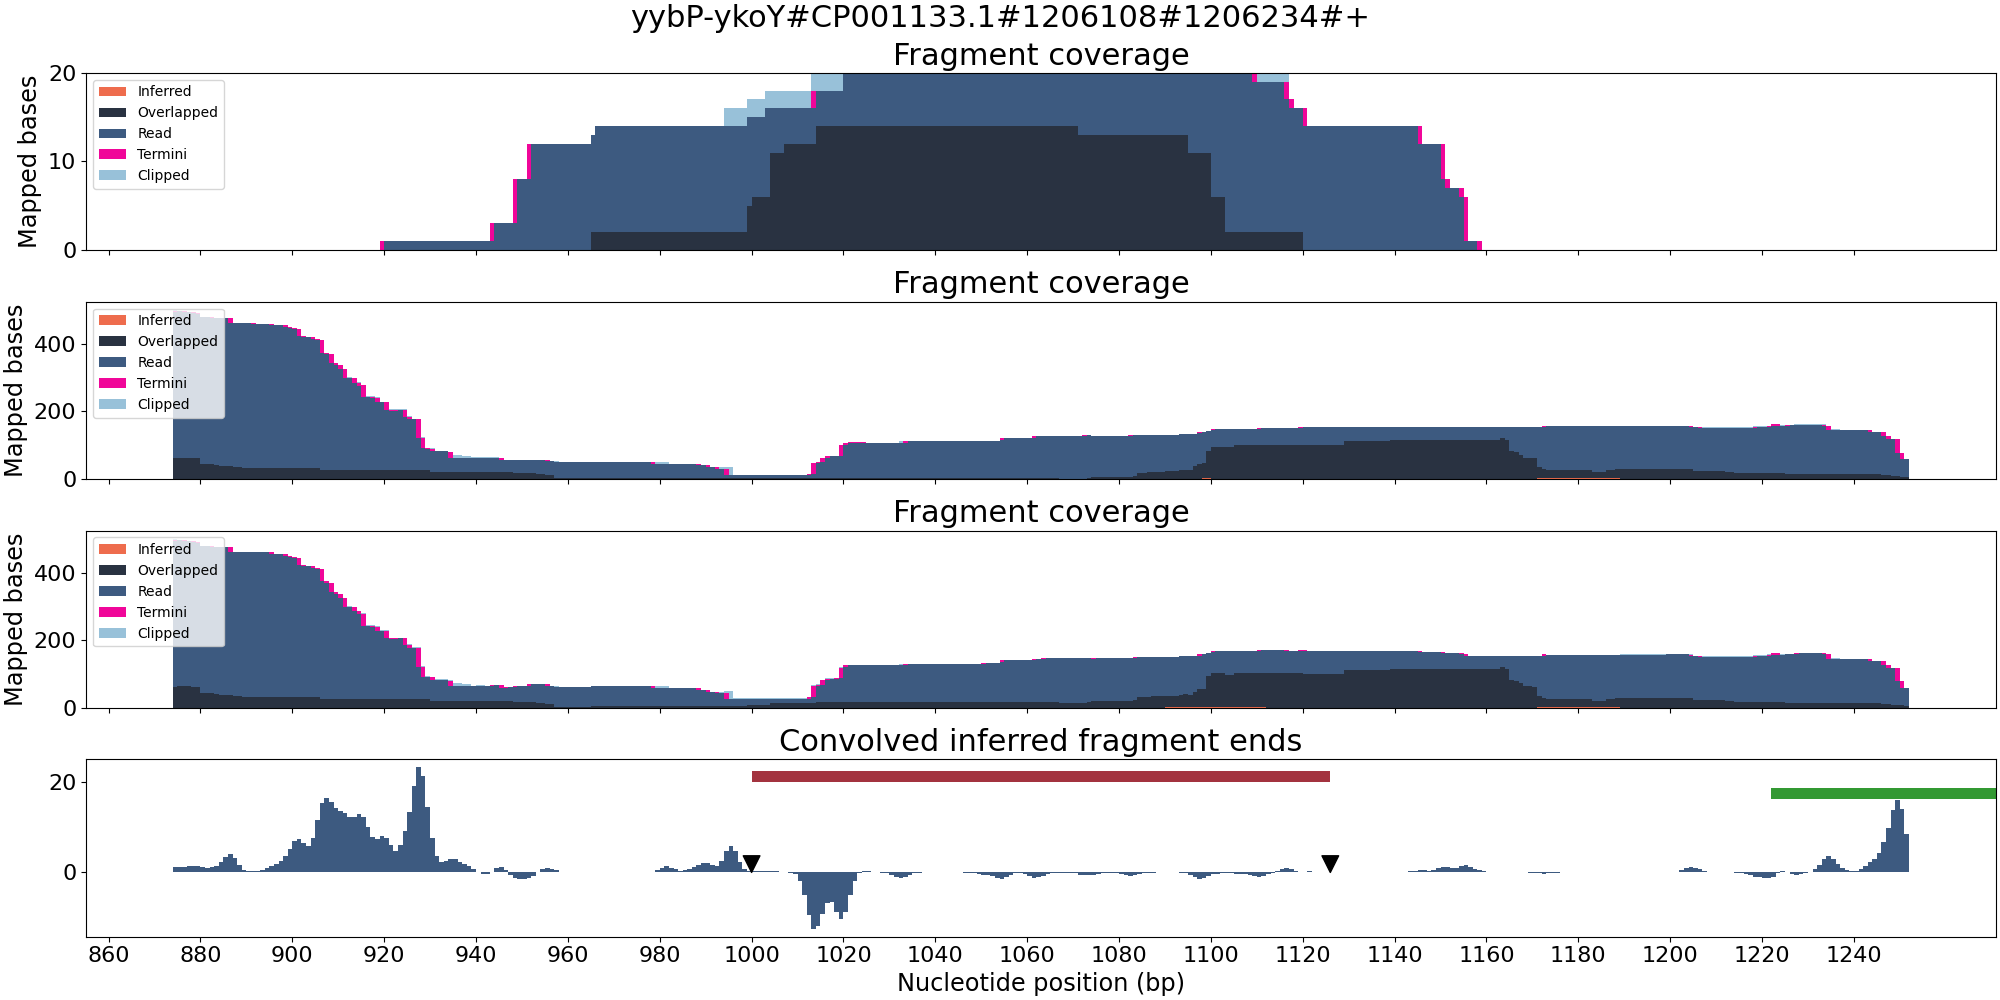 yybP-ykoY#CP001133.1#1206108#1206234#+
Fragment coverage
Mapped bases
20
10
0
Inferred
Overlapped
Read
Termini
Clipped
Fragment coverage
Mapped bases
400
200
0
Inferred
Overlapped
Read
Termini
Clipped
Fragment coverage
Mapped bases
400
200
0
Inferred
Overlapped
Read
Termini
Clipped
Convolved inferred fragment ends
20
0
860 880 900 920 940 960 980 1000 1020 1040 1060 1080 1100 1120 1140 1160 1180 1200 1220 1240
Nucleotide position (bp)